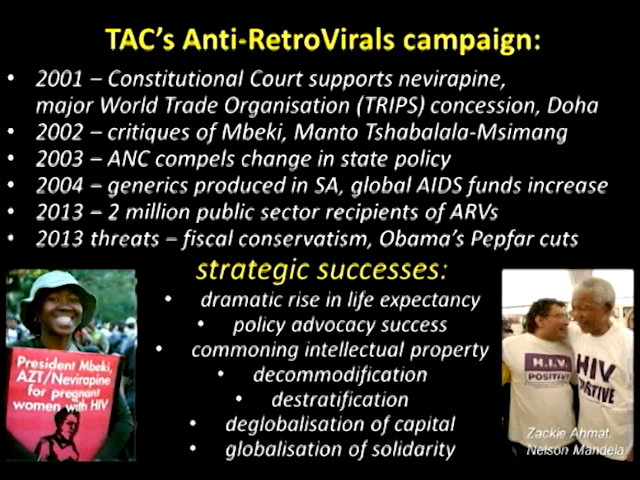 TAC's Anti-RetroVirals campaign:
• 2001 – Constitutional Court supports nevirapine,
major World Trade Organisation (TRIPS) concession, Doha
• 2002 – critiques of Mbeki, Manto Tshabalala-Msimang
• 2003 – ANC compels change in state policy
• 2004 – generics produced in SA, global AIDS funds increase
• 2013 – 2 million public sector recipients of ARVs
• 2013 threats – fiscal conservatism, Obama's Pepfar cuts
strategic successes:
• dramatic rise in life expectancy
• policy advocacy success
• commoning intellectual property
• decommodification
• destratification
• deglobalisation of capital
• globalisation of solidarity
President Mbeki,
AZT/Nevirapine
for pregnant
women with HIV
H.I.V.
POSITIVE
HIV
POSITIVE
Zackie Ahmat,
Nelson Mandela